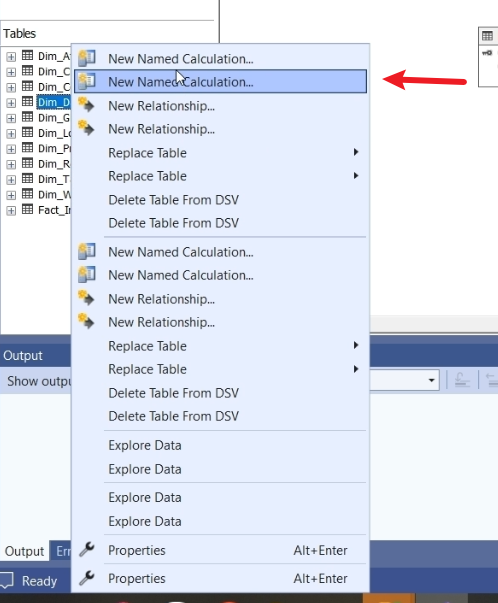 Tables
Dim_A
Dim_C
Dim_C
Dim_D
Dim_G
Dim_Lo
Dim_Pr
Dim_R
Dim_T
Dim_W
Fact_In
New Named Calculation...
New Named Calculation...
New Relationship...
New Relationship...
Replace Table
Replace Table
Delete Table From DSV
Delete Table From DSV
New Named Calculation...
New Named Calculation...
New Relationship...
New Relationship...
Replace Table
Replace Table
Delete Table From DSV
Delete Table From DSV
Explore Data
Explore Data
Explore Data
Explore Data
Properties Alt+Enter
Properties Alt+Enter
Output
Show outpu
Output Err
Ready